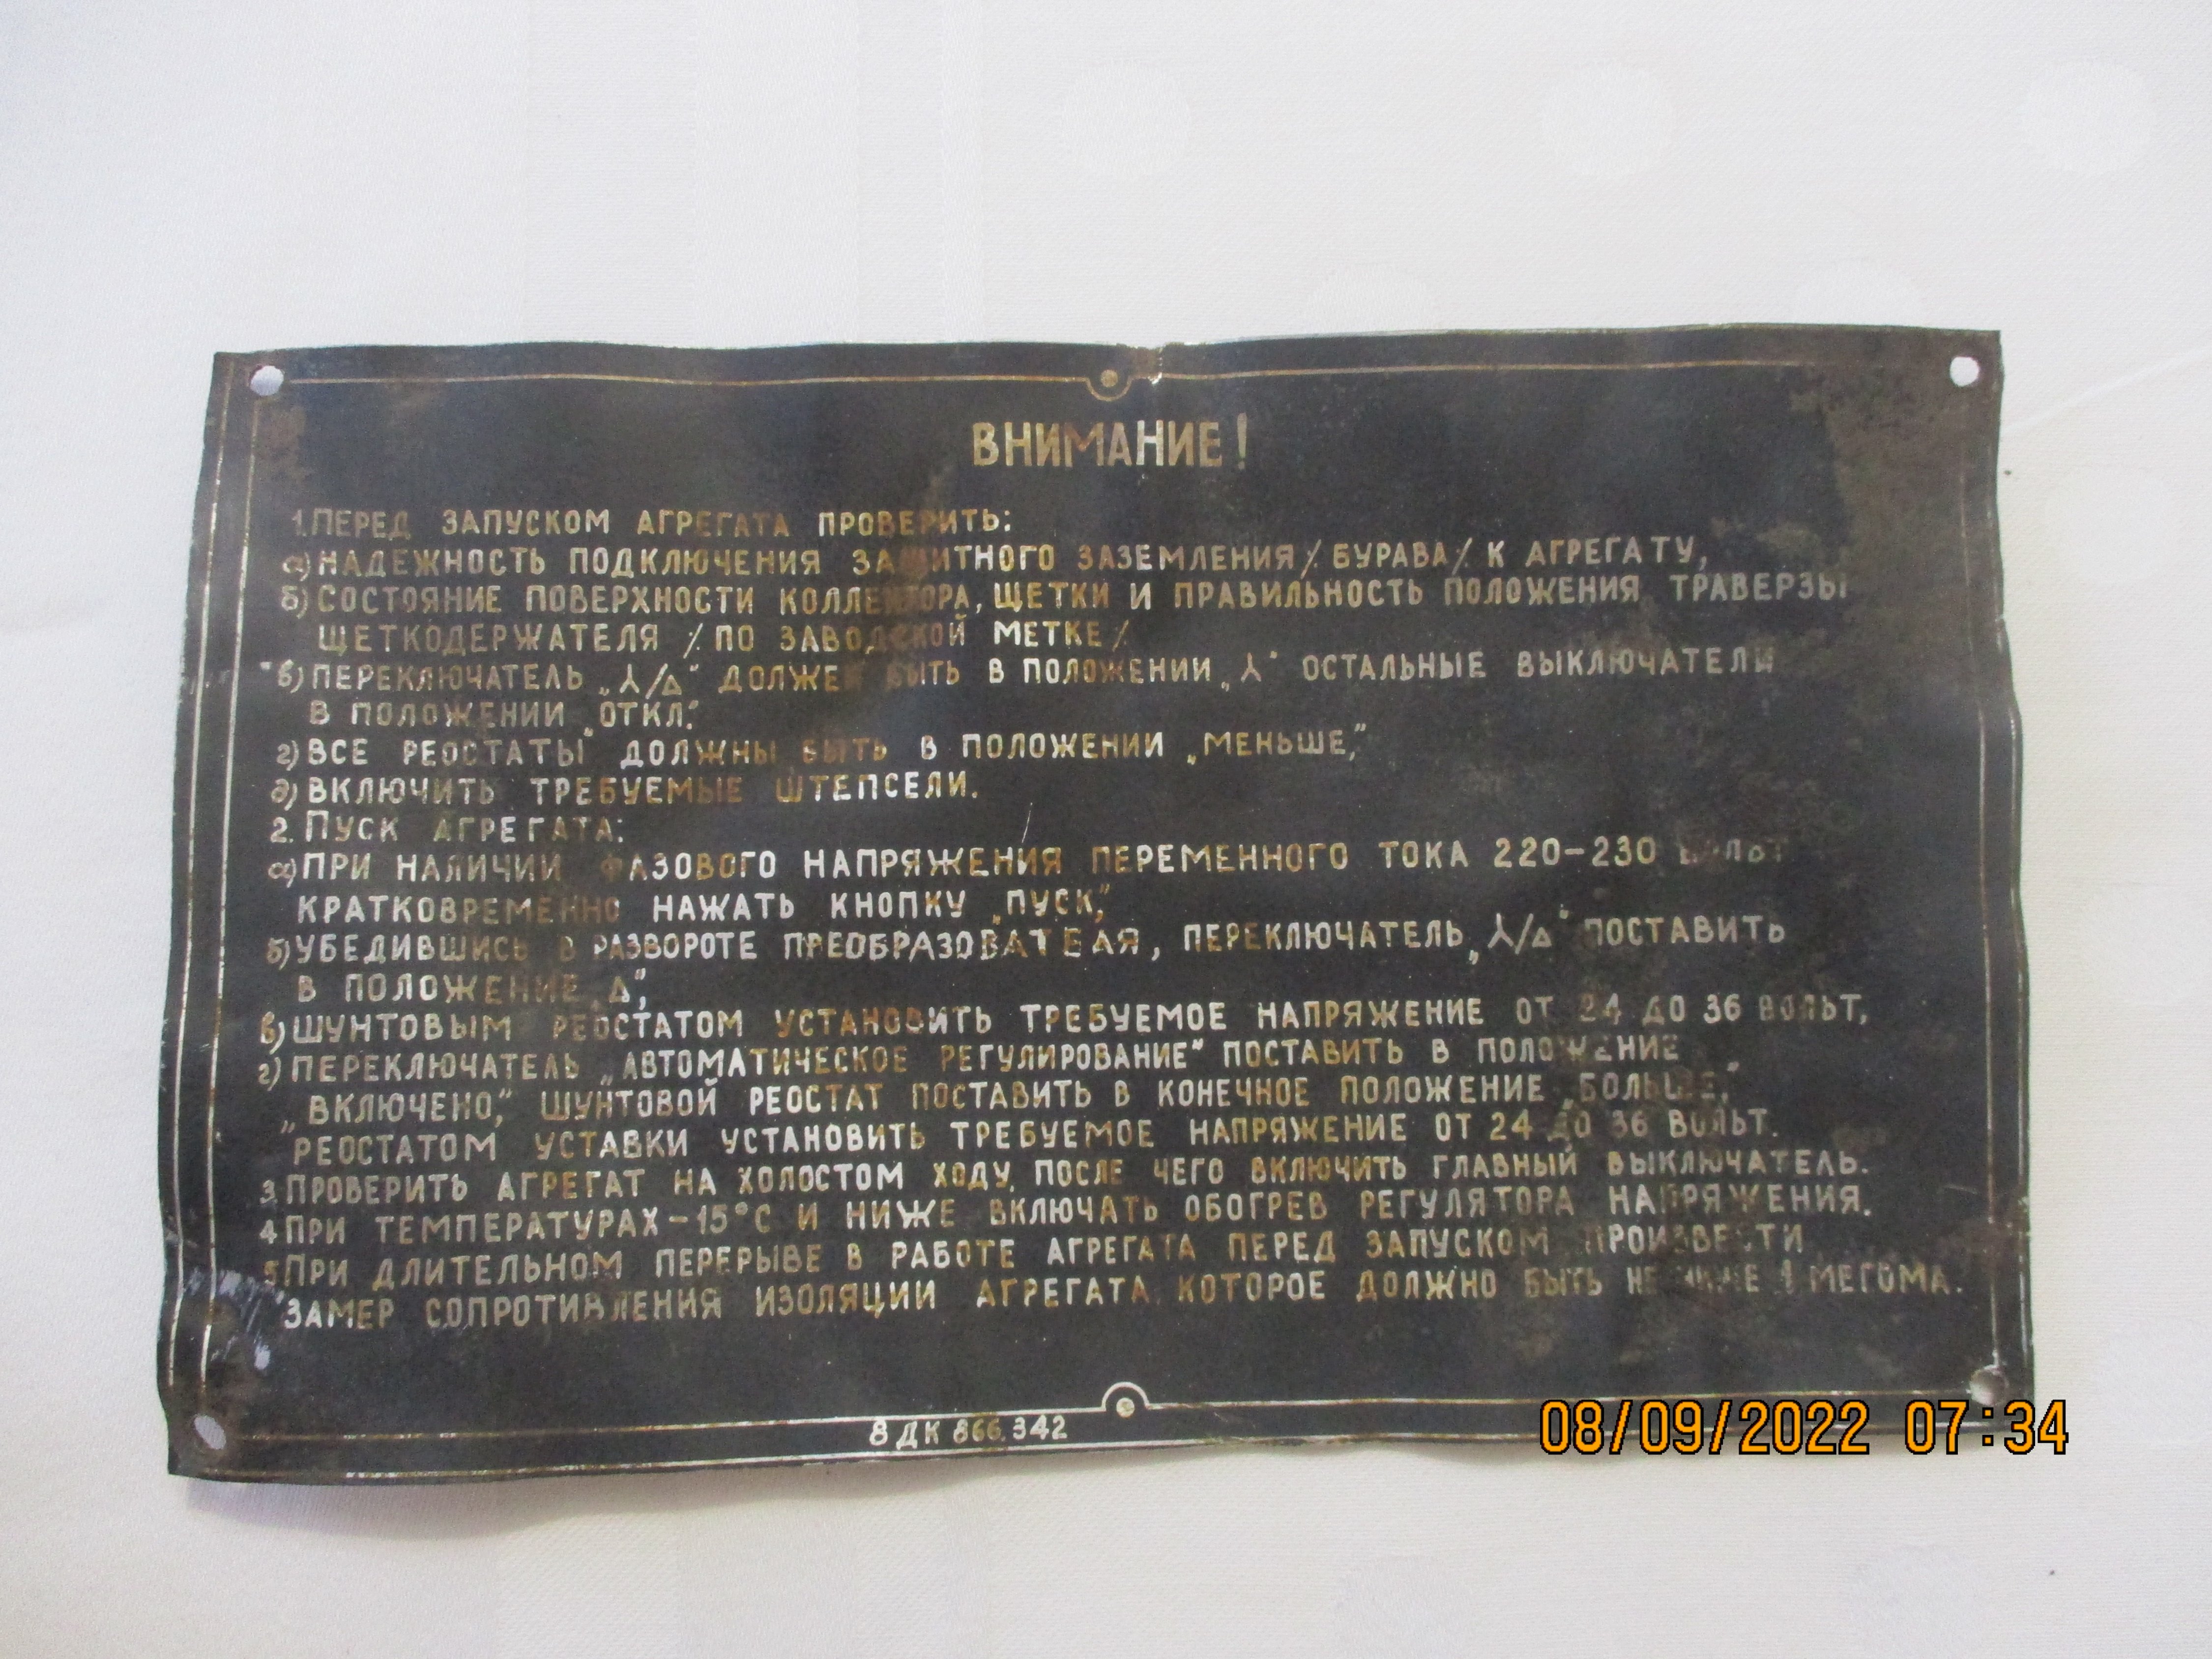 ВНИМАНИЕ!
1.ПЕРЕД ЗАПУСКОМ АГРЕГАТА ПРОВЕРИТЬ:
а)НАДЕЖНОСТЬ ПОДКЛЮЧЕНИЯ ЗАЩИТНОГО ЗАЗЕМЛЕНИЯ /БУРАВА/ К АГРЕГАТУ,
б)СОСТОЯНИЕ ПОВЕРХНОСТИ КОЛЛЕКТОРА, ЩЕТКИ И ПРАВИЛЬНОСТЬ ПОЛОЖЕНИЯ ТРАВЕРЗЫ
ЩЕТКОДЕРЖАТЕЛЯ /ПО ЗАВОДСКОЙ МЕТКЕ/
в)ПЕРЕКЛЮЧАТЕЛЬ „⅄/Δ" ДОЛЖЕН БЫТЬ В ПОЛОЖЕНИИ „⅄" ОСТАЛЬНЫЕ ВЫКЛЮЧАТЕЛИ
В ПОЛОЖЕНИИ „ОТКЛ."
г)ВСЕ РЕОСТАТЫ ДОЛЖНЫ БЫТЬ В ПОЛОЖЕНИИ „МЕНЬШЕ,"
д)ВКЛЮЧИТЬ ТРЕБУЕМЫЕ ШТЕПСЕЛИ.
2.ПУСК АГРЕГАТА:
а)ПРИ НАЛИЧИИ ФАЗОВОГО НАПРЯЖЕНИЯ ПЕРЕМЕННОГО ТОКА 220-230 ВОЛЬТ
КРАТКОВРЕМЕННО НАЖАТЬ КНОПКУ „ПУСК,"
б)УБЕДИВШИСЬ В РАЗВОРОТЕ ПРЕОБРАЗОВАТЕЛЯ, ПЕРЕКЛЮЧАТЕЛЬ „⅄/Δ" ПОСТАВИТЬ
В ПОЛОЖЕНИЕ „Δ",
в)ШУНТОВЫМ РЕОСТАТОМ УСТАНОВИТЬ ТРЕБУЕМОЕ НАПРЯЖЕНИЕ ОТ 24 ДО 36 ВОЛЬТ,
г)ПЕРЕКЛЮЧАТЕЛЬ „АВТОМАТИЧЕСКОЕ РЕГУЛИРОВАНИЕ" ПОСТАВИТЬ В ПОЛОЖЕНИЕ
„ВКЛЮЧЕНО," ШУНТОВОЙ РЕОСТАТ ПОСТАВИТЬ В КОНЕЧНОЕ ПОЛОЖЕНИЕ „БОЛЬШЕ,"
РЕОСТАТОМ УСТАВКИ УСТАНОВИТЬ ТРЕБУЕМОЕ НАПРЯЖЕНИЕ ОТ 24 ДО 36 ВОЛЬТ.
3.ПРОВЕРИТЬ АГРЕГАТ НА ХОЛОСТОМ ХОДУ, ПОСЛЕ ЧЕГО ВКЛЮЧИТЬ ГЛАВНЫЙ ВЫКЛЮЧАТЕЛЬ.
4.ПРИ ТЕМПЕРАТУРАХ -15°С И НИЖЕ ВКЛЮЧАТЬ ОБОГРЕВ РЕГУЛЯТОРА НАПРЯЖЕНИЯ.
5.ПРИ ДЛИТЕЛЬНОМ ПЕРЕРЫВЕ В РАБОТЕ АГРЕГАТА ПЕРЕД ЗАПУСКОМ ПРОИЗВЕСТИ
ЗАМЕР СОПРОТИВЛЕНИЯ ИЗОЛЯЦИИ АГРЕГАТА, КОТОРОЕ ДОЛЖНО БЫТЬ НЕ НИЖЕ 1 МЕГОМА.
8ДК 866.342
08/09/2022 07:34